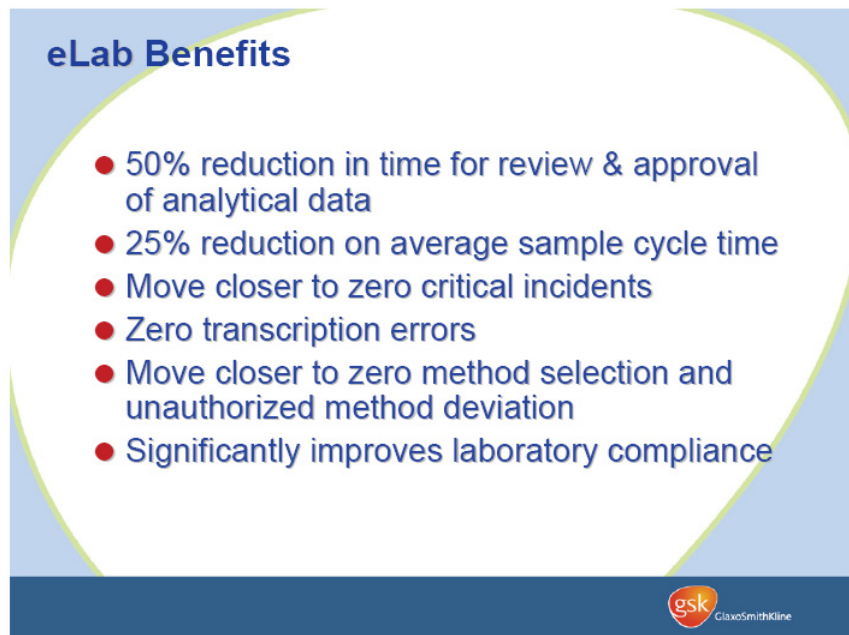 eLab Benefits
● 50% reduction in time for review & approval
of analytical data
● 25% reduction on average sample cycle time
● Move closer to zero critical incidents
● Zero transcription errors
● Move closer to zero method selection and
unauthorized method deviation
● Significantly improves laboratory compliance
gsk
GlaxoSmithKline